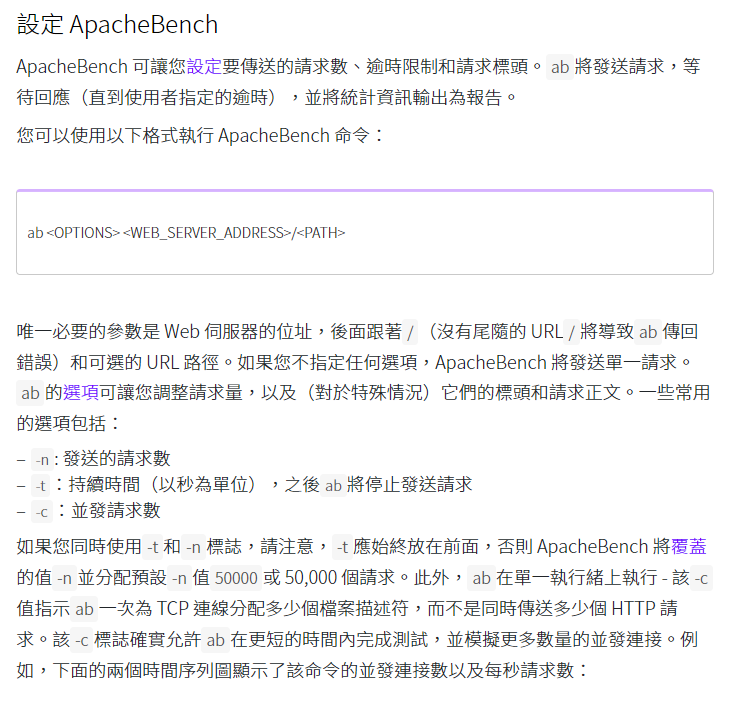 設定 ApacheBench
ApacheBench 可讓您設定要傳送的請求數、逾時限制和請求標頭。 ab 將發送請求，等
待回應（直到使用者指定的逾時），並將統計資訊輸出為報告。
您可以使用以下格式執行 ApacheBench 命令：
ab <OPTIONS> <WEB_SERVER_ADDRESS>/<PATH>
唯一必要的參數是 Web 伺服器的位址，後面跟著 / （沒有尾隨的 URL / 將導致 ab 傳回
錯誤）和可選的 URL 路徑。如果您不指定任何選項，ApacheBench 將發送單一請求。
ab 的選項可讓您調整請求量，以及（對於特殊情況）它們的標頭和請求正文。一些常用
的選項包括：
– -n : 發送的請求數
– -t ：持續時間（以秒為單位），之後 ab 將停止發送請求
– -c ：並發請求數
如果您同時使用 -t 和 -n 標誌，請注意， -t 應始終放在前面，否則 ApacheBench 將覆蓋
的值 -n 並分配預設 -n 值 50000 或 50,000 個請求。此外， ab 在單一執行緒上執行 - 該 -c
值指示 ab 一次為 TCP 連線分配多少個檔案描述符，而不是同時傳送多少個 HTTP 請
求。該 -c 標誌確實允許 ab 在更短的時間內完成測試，並模擬更多數量的並發連接。例
如，下面的兩個時間序列圖顯示了該命令的並發連接數以及每秒請求數：